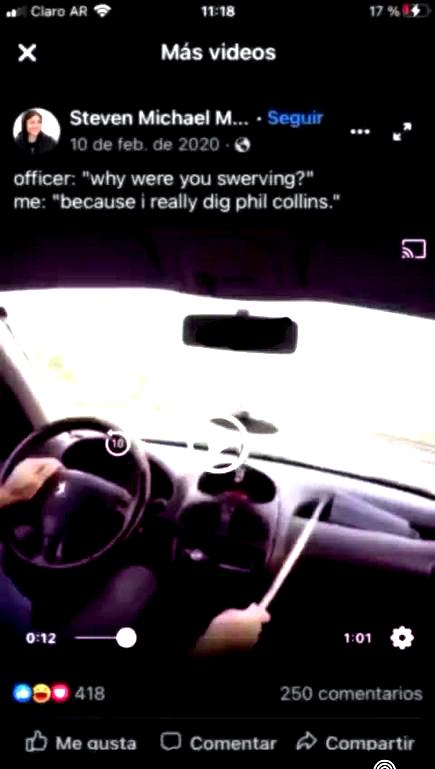 Claro AR
11:18
17 %
Más videos
Steven Michael M... · Seguir
10 de feb. de 2020 ·
officer: "why were you swerving?"
me: "because i really dig phil collins."
10
0:12
1:01
418
250 comentarios
Me gusta
Comentar
Compartir